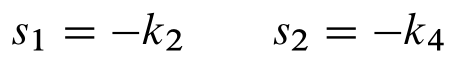 s₁ = −k₂ s₂ = −k₄